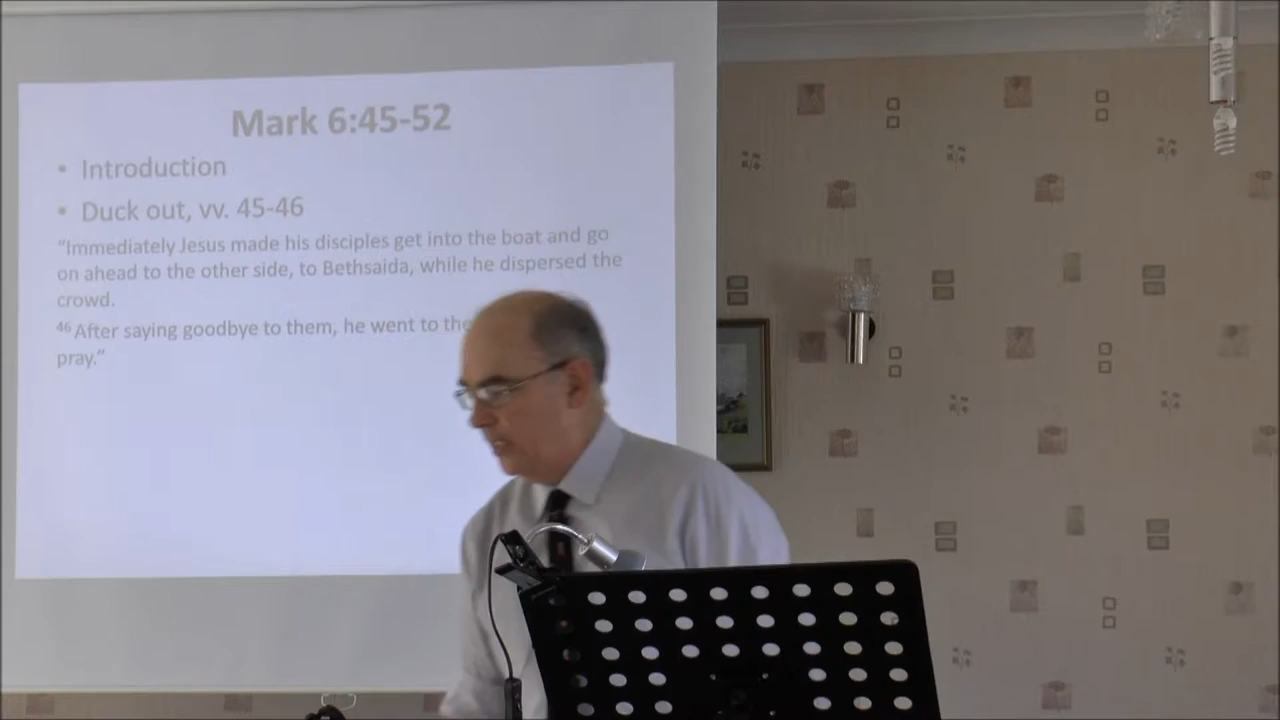 Mark 6:45-52
• Introduction
• Duck out, vv. 45-46
“Immediately Jesus made his disciples get into the boat and go
on ahead to the other side, to Bethsaida, while he dispersed the
crowd.
46 After saying goodbye to them, he went to the
pray.”